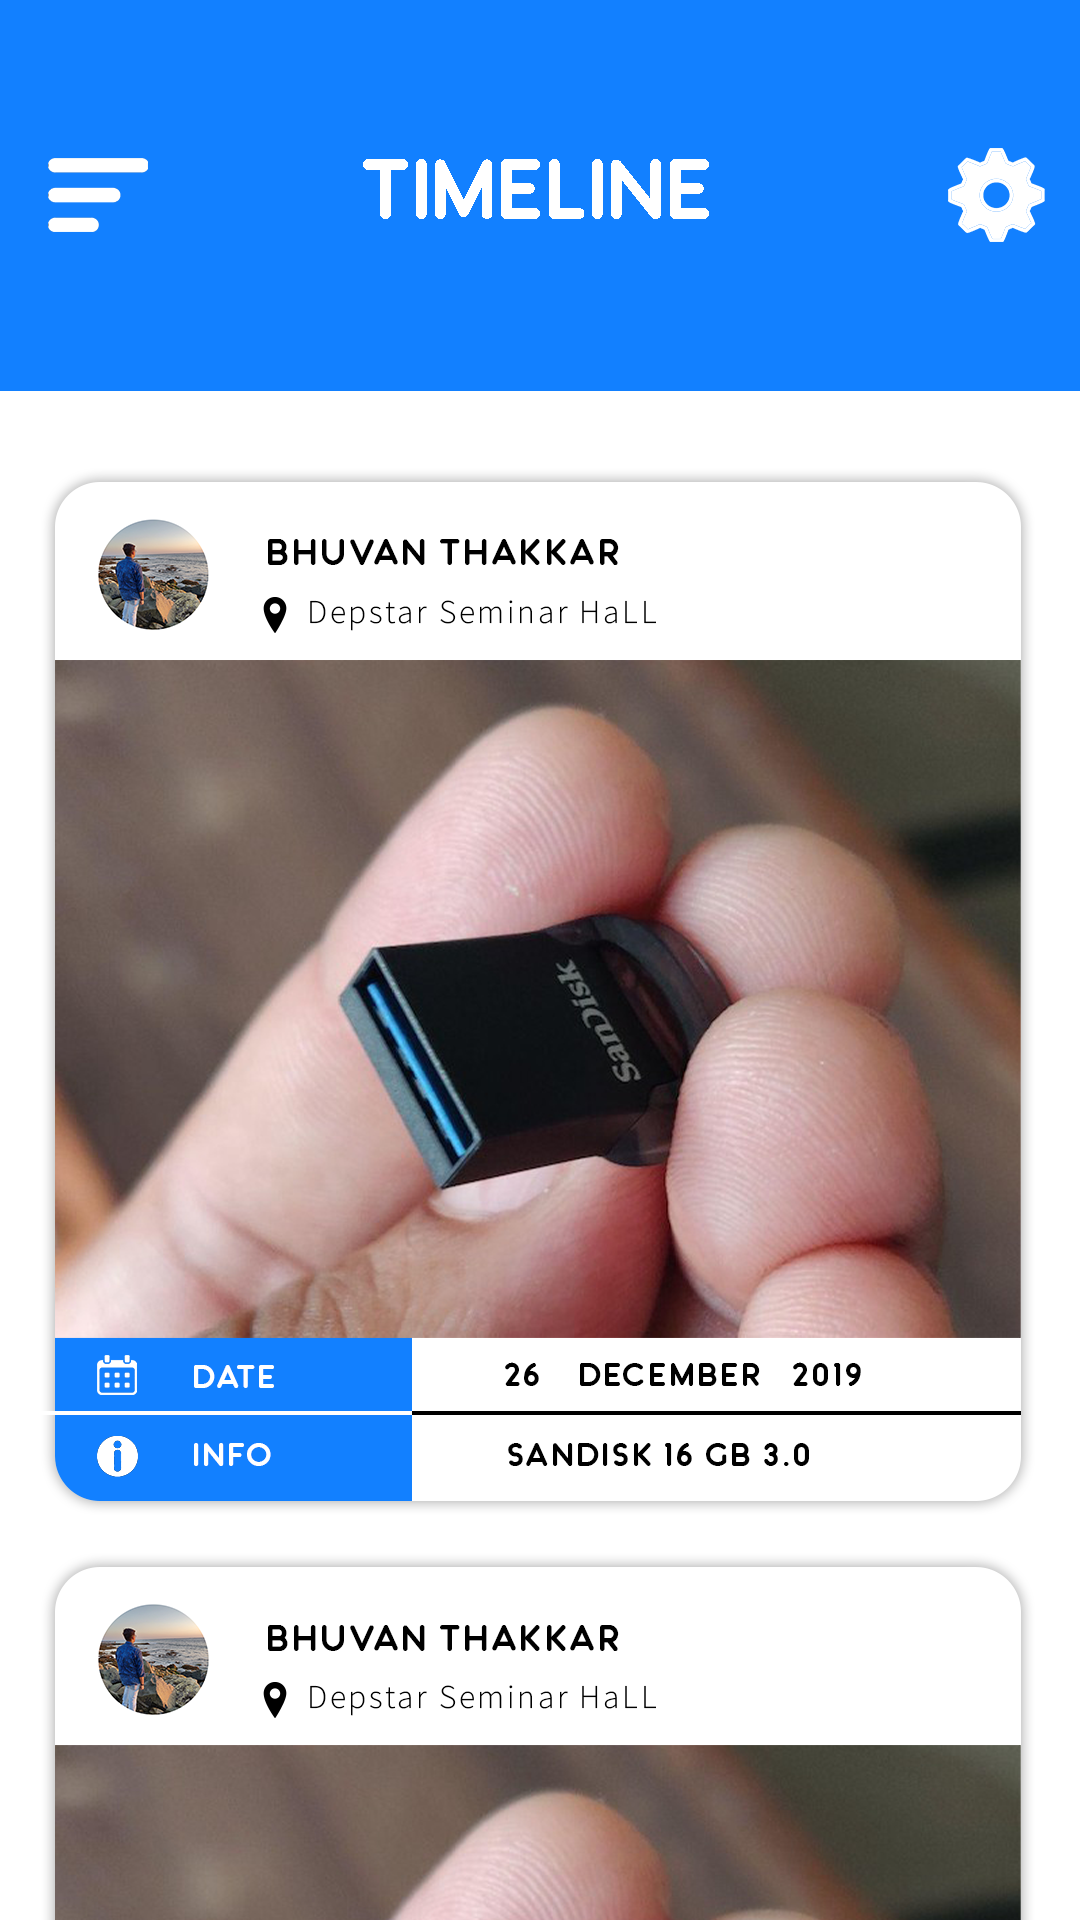 TIMELINE
BHUVAN THAKKAR
Depstar Seminar HaLL
SanDisk
DATE 26 DECEMBER 2019
INFO SANDISK 16 GB 3.0
BHUVAN THAKKAR
Depstar Seminar HaLL